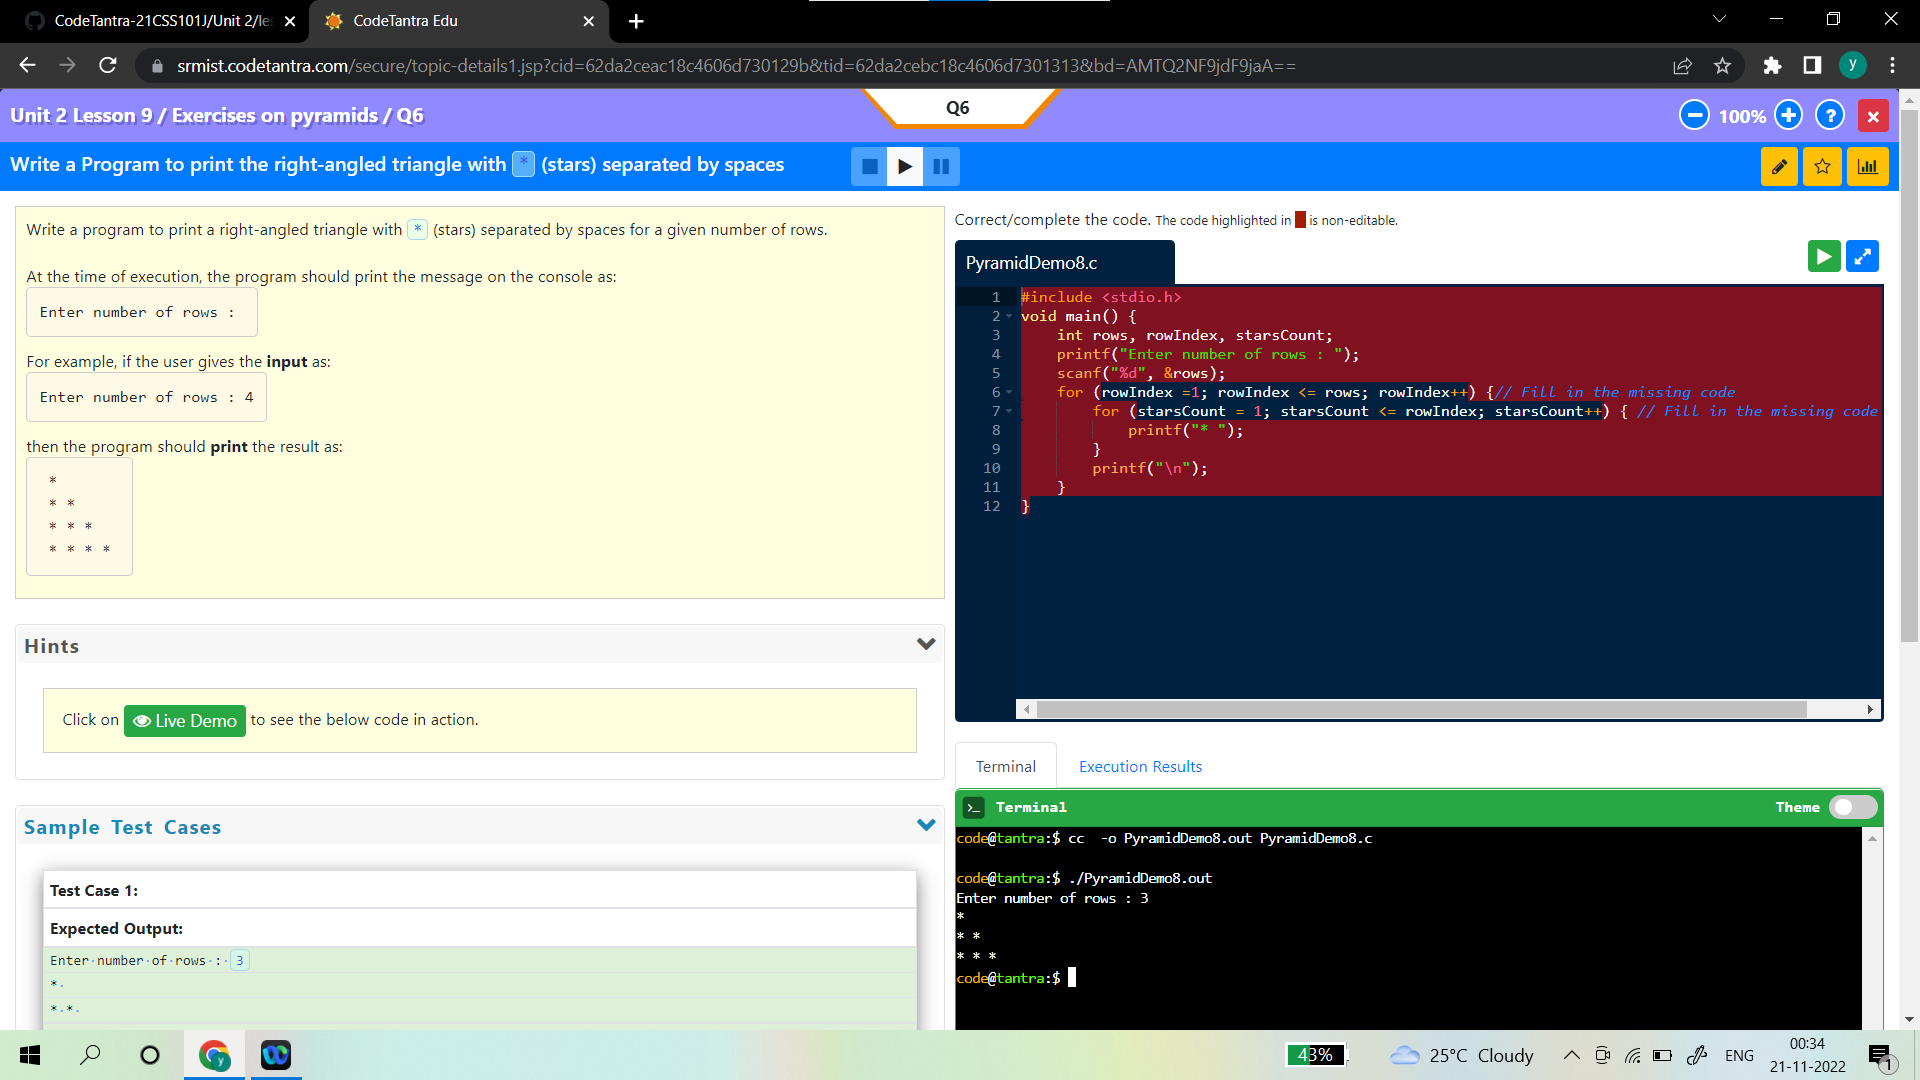 CodeTantra-21CSS101J/Unit 2/les
CodeTantra Edu
srmist.codetantra.com/secure/topic-details1.jsp?cid=62da2ceac18c4606d730129b&tid=62da2cebc18c4606d7301313&bd=AMTQ2NF9jdF9jaA==
y
Unit 2 Lesson 9 / Exercises on pyramids / Q6
Q6
100%
?
Write a Program to print the right-angled triangle with * (stars) separated by spaces
Write a program to print a right-angled triangle with * (stars) separated by spaces for a given number of rows.
At the time of execution, the program should print the message on the console as:
Enter number of rows :
For example, if the user gives the input as:
Enter number of rows : 4
then the program should print the result as:
*
* *
* * *
* * * *
Hints
Click on Live Demo to see the below code in action.
Sample Test Cases
Test Case 1:
Expected Output:
Enter·number·of·rows·:·3
*·
*·*·
Correct/complete the code. The code highlighted in is non-editable.
PyramidDemo8.c
1 #include <stdio.h>
2 void main() {
3 int rows, rowIndex, starsCount;
4 printf("Enter number of rows : ");
5 scanf("%d", &rows);
6 for (rowIndex =1; rowIndex <= rows; rowIndex++) {// Fill in the missing code
7 for (starsCount = 1; starsCount <= rowIndex; starsCount++) { // Fill in the missing code
8 printf("* ");
9 }
10 printf("\n");
11 }
12 }
Terminal
Execution Results
Terminal
Theme
code@tantra:$ cc -o PyramidDemo8.out PyramidDemo8.c
code@tantra:$ ./PyramidDemo8.out
Enter number of rows : 3
*
* *
* * *
code@tantra:$
y
43%
25°C Cloudy
ENG
00:34
21-11-2022
1